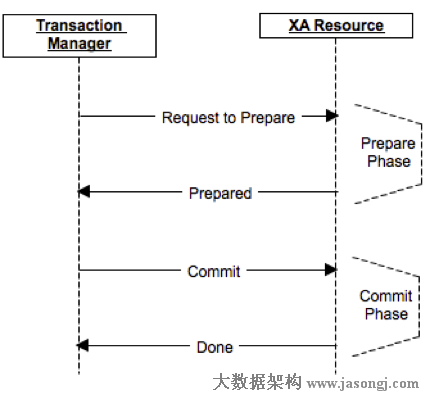 Transaction
Manager
XA Resource
Request to Prepare
Prepare
Phase
Prepared
Commit
Commit
Phase
Done
大数据架构 www.jasongj.com